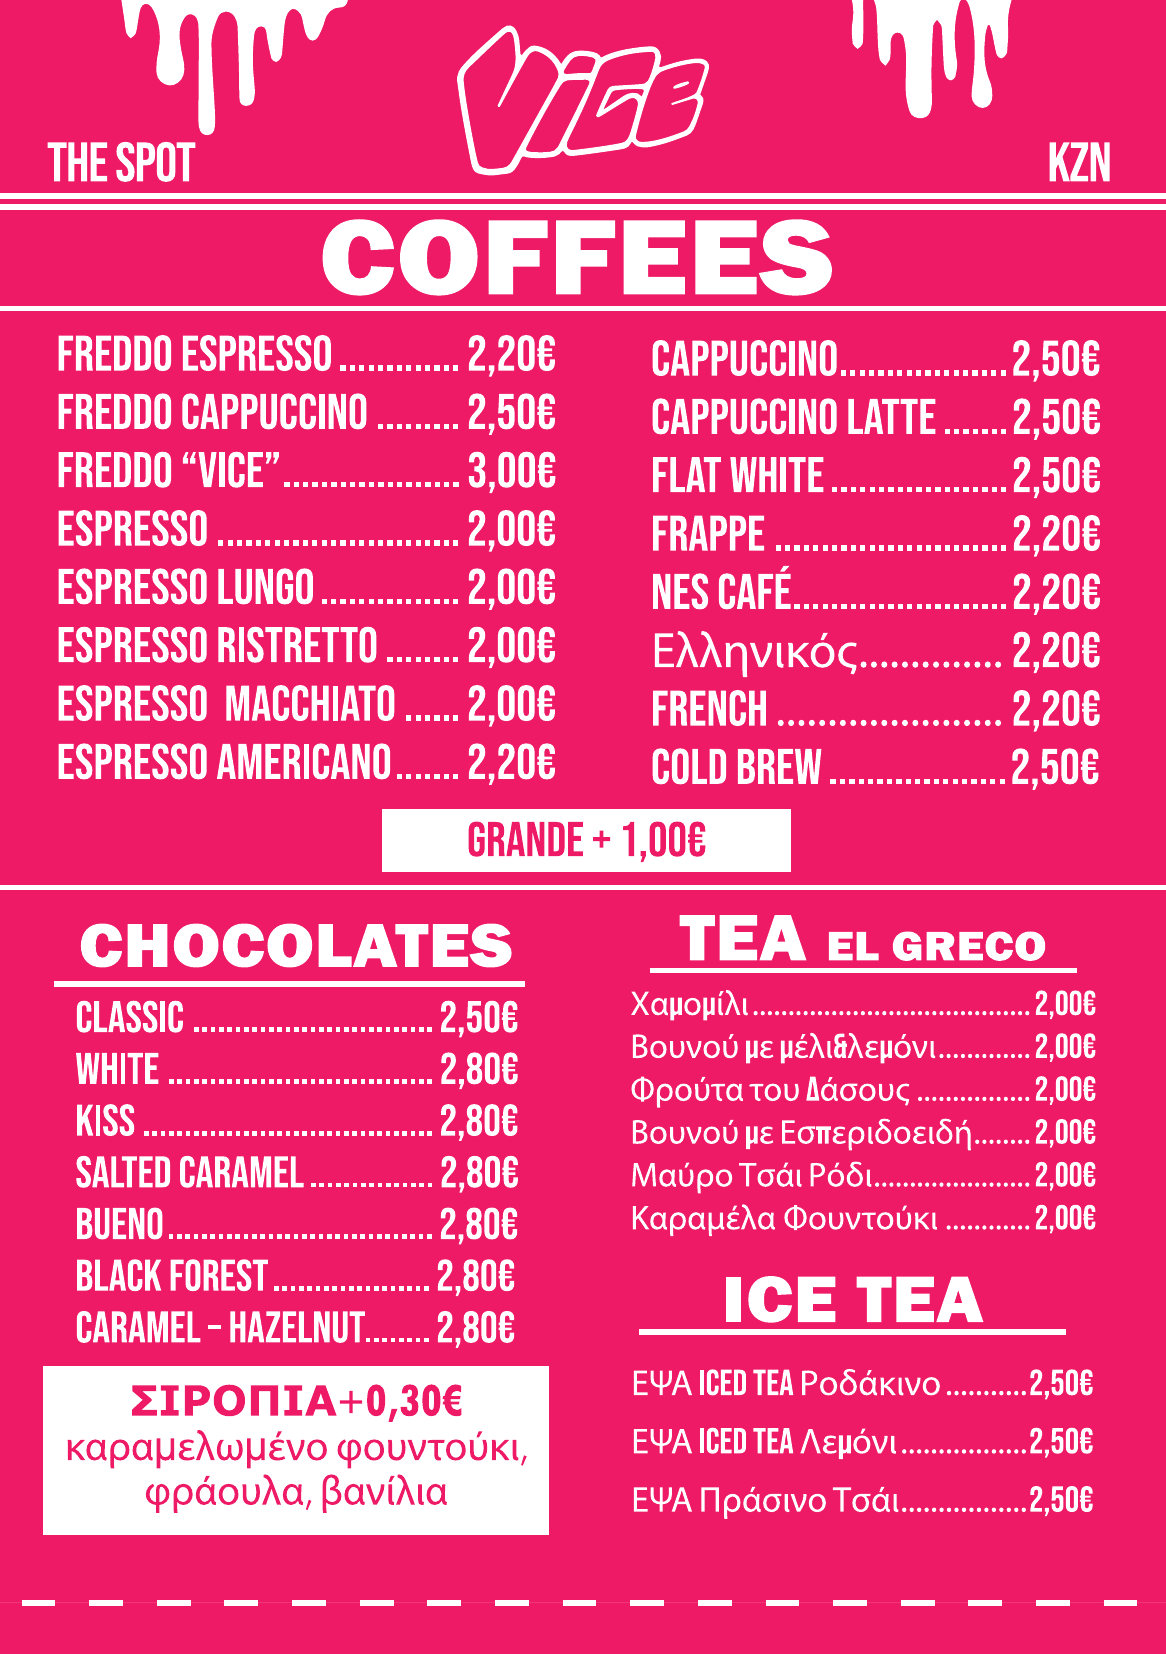 VICE
THE SPOT
KZN
COFFEES
FREDDO ESPRESSO ............. 2,20€
FREDDO CAPPUCCINO ......... 2,50€
FREDDO “VICE” ................... 3,00€
ESPRESSO .......................... 2,00€
ESPRESSO LUNGO ............... 2,00€
ESPRESSO RISTRETTO ........ 2,00€
ESPRESSO MACCHIATO ...... 2,00€
ESPRESSO AMERICANO ....... 2,20€
CAPPUCCINO.................. 2,50€
CAPPUCCINO LATTE ....... 2,50€
FLAT WHITE ................... 2,50€
FRAPPE ......................... 2,20€
NES CAFÉ....................... 2,20€
Ελληνικός.............. 2,20€
FRENCH ...................... 2,20€
COLD BREW ................... 2,50€
GRANDE + 1,00€
CHOCOLATES
CLASSIC ............................. 2,50€
WHITE ................................ 2,80€
KISS ................................... 2,80€
SALTED CARAMEL ............... 2,80€
BUENO ................................ 2,80€
BLACK FOREST ................... 2,80€
CARAMEL – HAZELNUT........ 2,80€
ΣΙΡΟΠΙΑ+0,30€
καραμελωμένο φουντούκι,
φράουλα, βανίλια
TEA EL GRECO
Χαμομίλι ....................................... 2,00€
Βουνού με μέλι&λεμόνι............. 2,00€
Φρούτα του Δάσους ................ 2,00€
Βουνού με Εσπεριδοειδή........ 2,00€
Μαύρο Τσάι Ρόδι...................... 2,00€
Καραμέλα Φουντούκι ............ 2,00€
ICE TEA
ΕΨΑ ICED TEA Ροδάκινο ...........2,50€
ΕΨΑ ICED TEA Λεμόνι .................2,50€
ΕΨΑ Πράσινο Τσάι.................2,50€